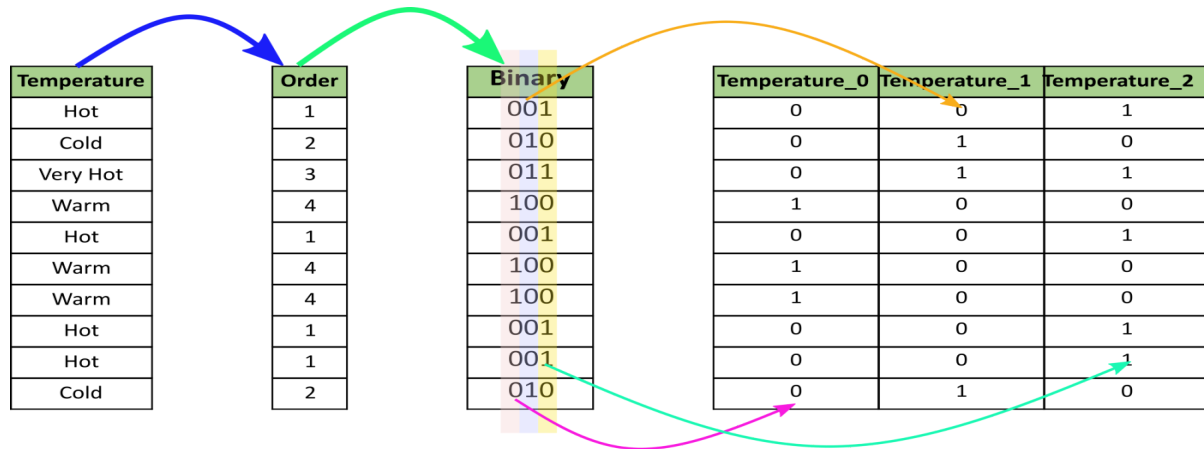 Temperature Order Binary Temperature_0 Temperature_1 Temperature_2
Hot 1 001 0 0 1
Cold 2 010 0 1 0
Very Hot 3 011 0 1 1
Warm 4 100 1 0 0
Hot 1 001 0 0 1
Warm 4 100 1 0 0
Warm 4 100 1 0 0
Hot 1 001 0 0 1
Hot 1 001 0 0 1
Cold 2 010 0 1 0